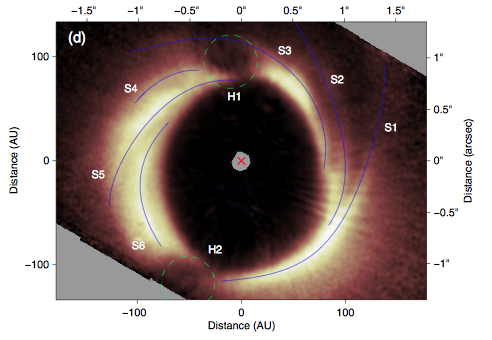 −1.5" −1" −0.5" 0" 0.5" 1" 1.5"
(d)
S3
100
1"
S2
S4
H1
0.5"
S1
Distance (AU)
0
0"
Distance (arcsec)
S5
−0.5"
S6
H2
−100
−1"
−100 0 100
Distance (AU)